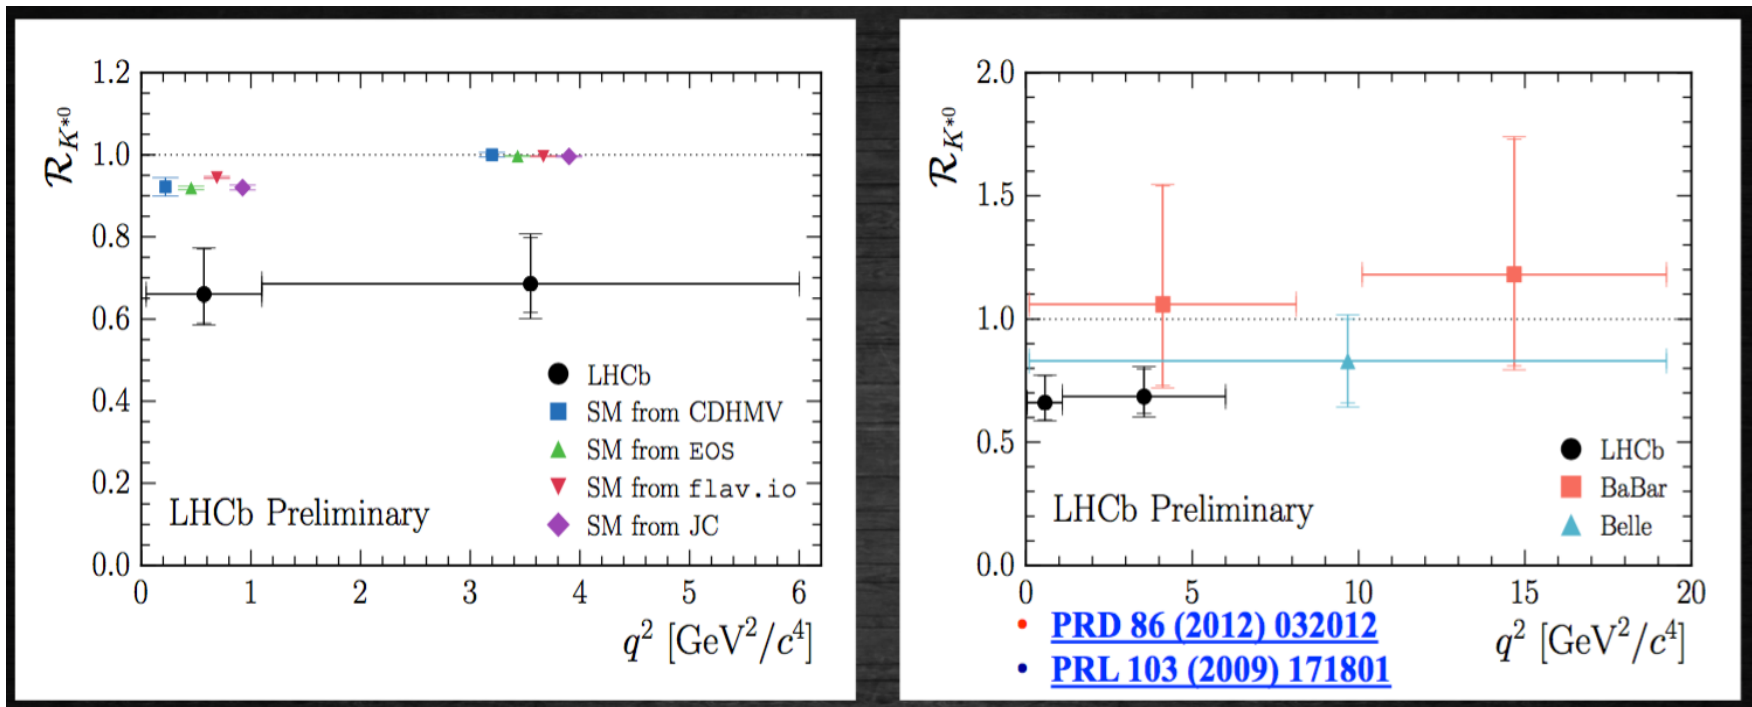 1.2
1.0
0.8
0.6
0.4
0.2
0.0
R_{K*0}
LHCb
SM from CDHMV
SM from EOS
SM from flav.io
SM from JC
LHCb Preliminary
0 1 2 3 4 5 6
q² [GeV²/c⁴]
2.0
1.5
1.0
0.5
0.0
R_{K*0}
LHCb
BaBar
Belle
LHCb Preliminary
0 5 10 15 20
q² [GeV²/c⁴]
• PRD 86 (2012) 032012
• PRL 103 (2009) 171801